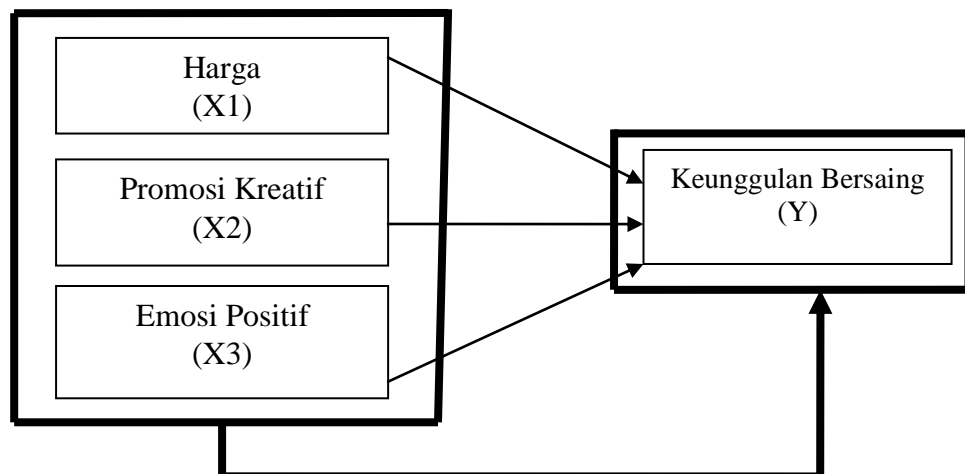 Harga
(X1)
Promosi Kreatif
(X2)
Emosi Positif
(X3)
Keunggulan Bersaing
(Y)